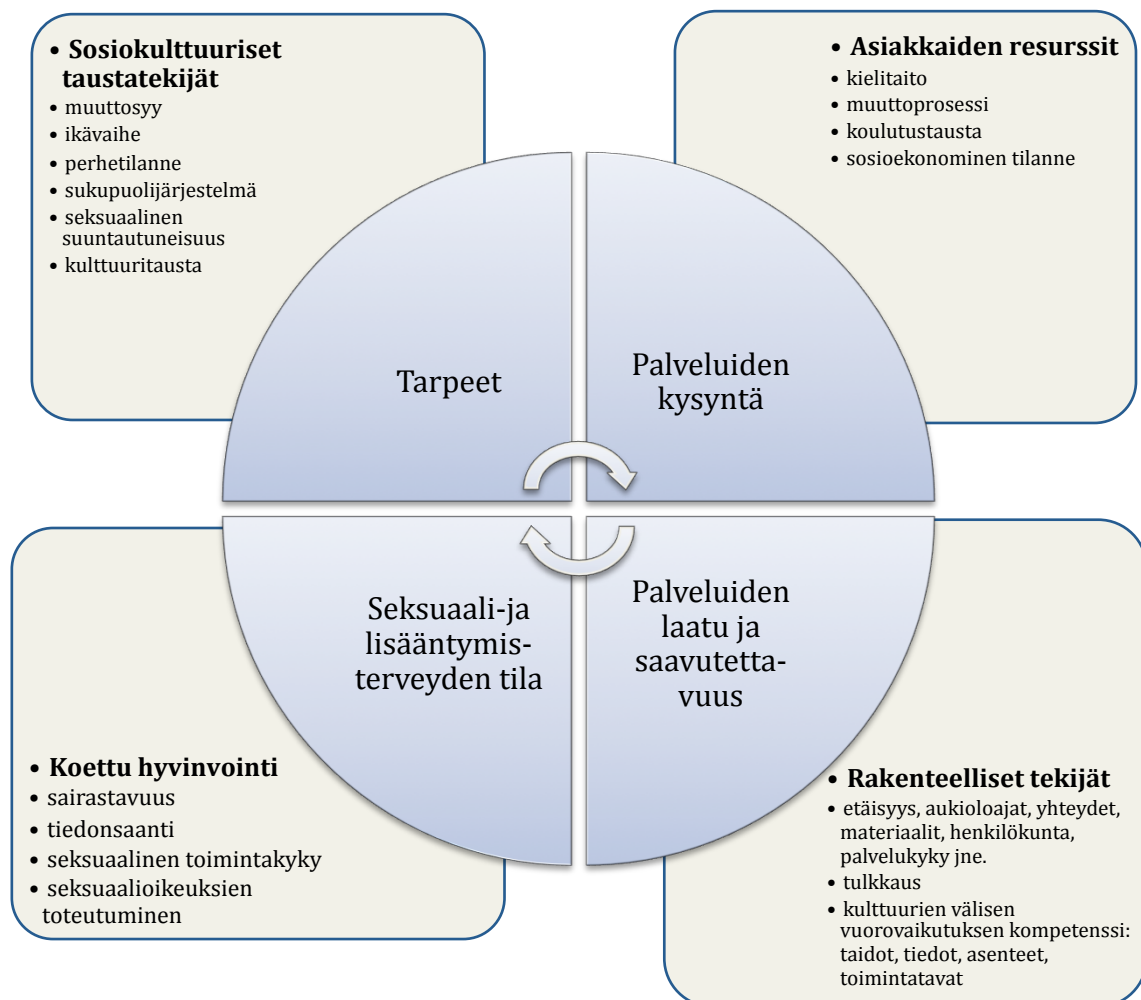 • Sosiokulttuuriset
taustatekijät
• muuttosyy
• ikävaihe
• perhetilanne
• sukupuolijärjestelmä
• seksuaalinen
suuntautuneisuus
• kulttuuritausta
• Asiakkaiden resurssit
• kielitaito
• muuttoprosessi
• koulutustausta
• sosioekonominen tilanne
Tarpeet
Palveluiden
kysyntä
Seksuaali-ja
lisääntymis-
terveyden tila
Palveluiden
laatu ja
saavutetta-
vuus
• Koettu hyvinvointi
• sairastavuus
• tiedonsaanti
• seksuaalinen toimintakyky
• seksuaalioikeuksien
toteutuminen
• Rakenteelliset tekijät
• etäisyys, aukioloajat, yhteydet,
materiaalit, henkilökunta,
palvelukyky jne.
• tulkkaus
• kulttuurien välisen
vuorovaikutuksen kompetenssi:
taidot, tiedot, asenteet,
toimintatavat